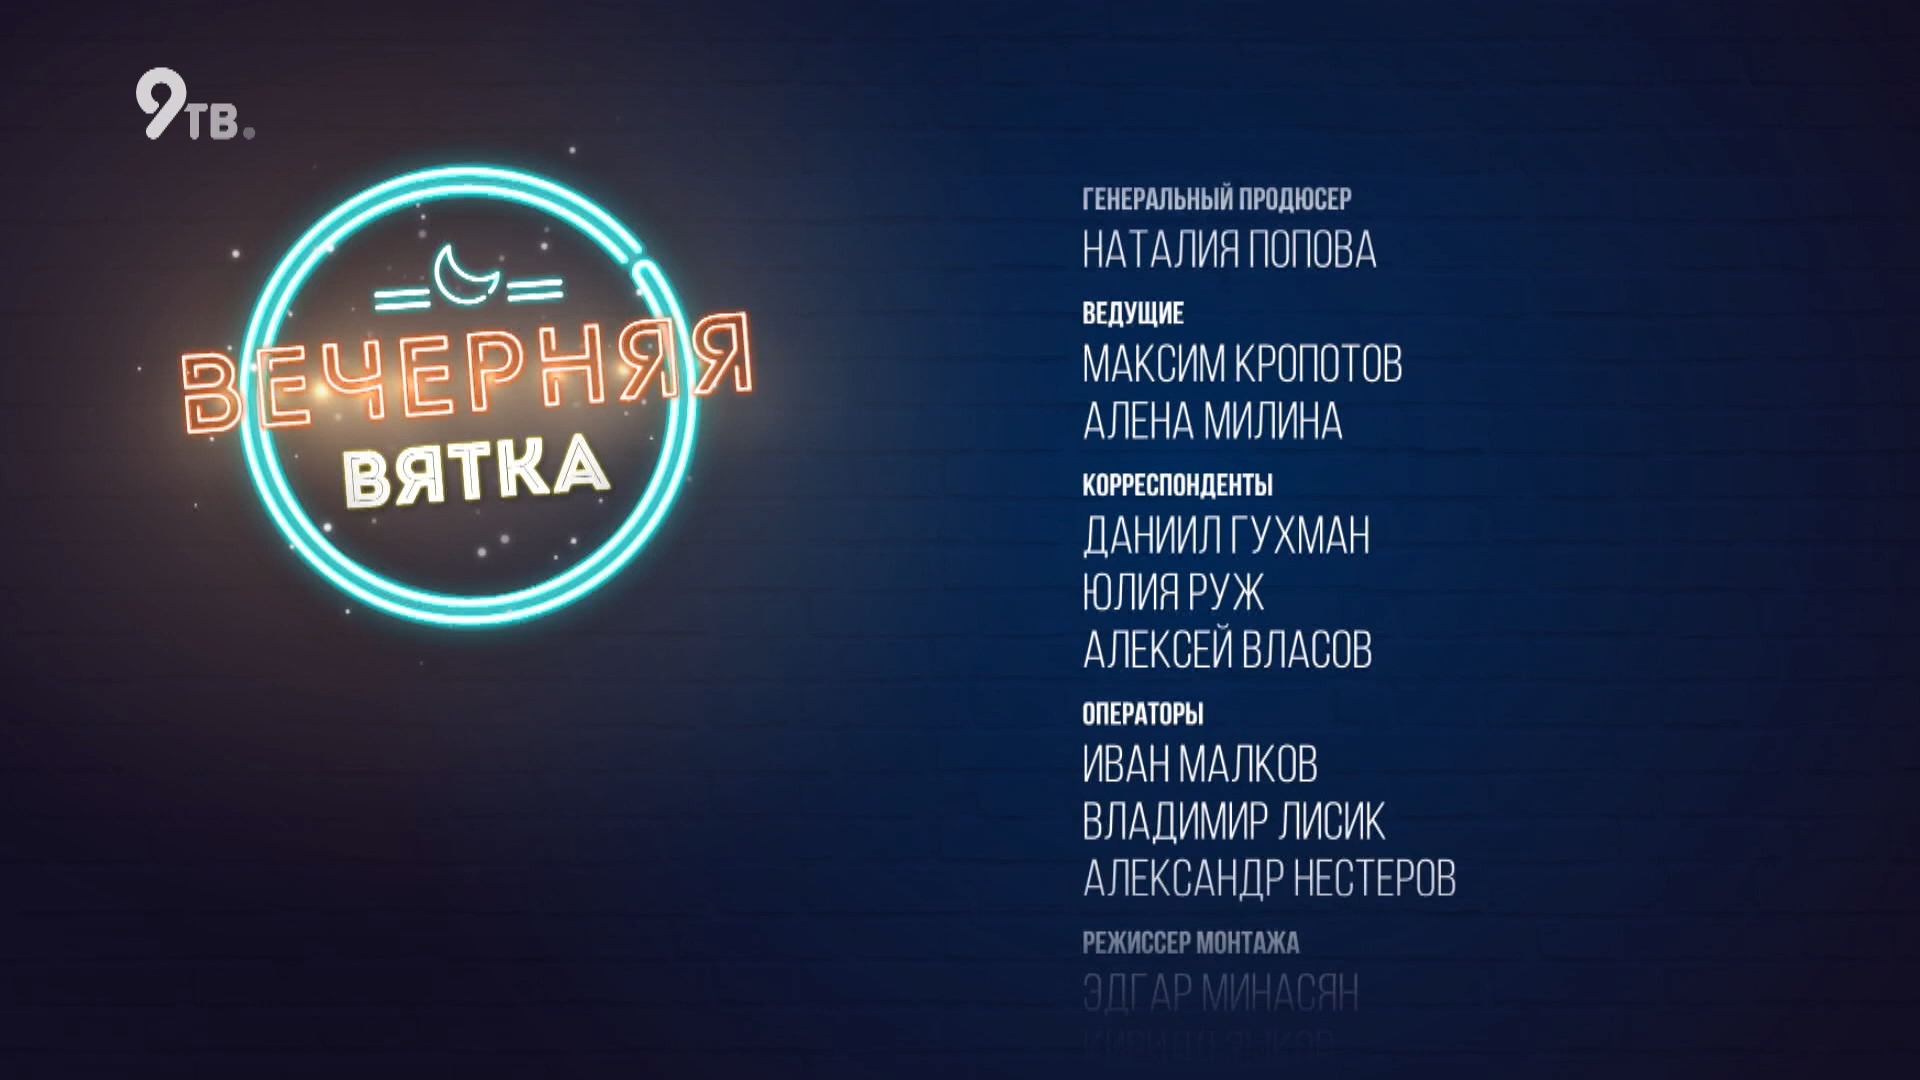 9ТВ.
ВЕЧЕРНЯЯ
ВЯТКА
ГЕНЕРАЛЬНЫЙ ПРОДЮСЕР
НАТАЛИЯ ПОПОВА
ВЕДУЩИЕ
МАКСИМ КРОПОТОВ
АЛЕНА МИЛИНА
КОРРЕСПОНДЕНТЫ
ДАНИИЛ ГУХМАН
ЮЛИЯ РУЖ
АЛЕКСЕЙ ВЛАСОВ
ОПЕРАТОРЫ
ИВАН МАЛКОВ
ВЛАДИМИР ЛИСИК
АЛЕКСАНДР НЕСТЕРОВ
РЕЖИССЕР МОНТАЖА
ЭДГАР МИНАСЯН